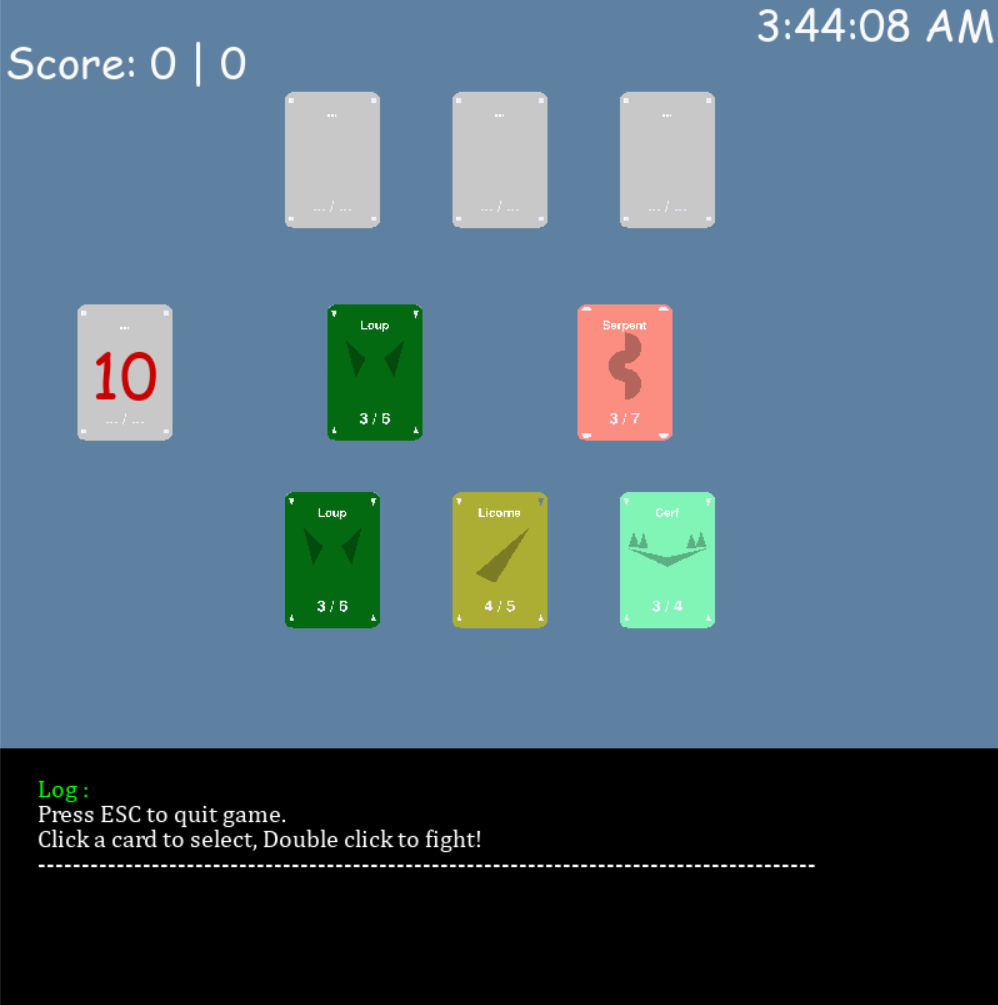 3:44:08 AM
Score: 0 | 0
... ... ...
... / ... ... / ... ... / ...
... Loup Serpent
10
... / ... 3 / 5 3 / 7
Loup Licorne Cerf
3 / 6 4 / 5 3 / 4
Log :
Press ESC to quit game.
Click a card to select, Double click to fight!
----------------------------------------------------------------------------------------